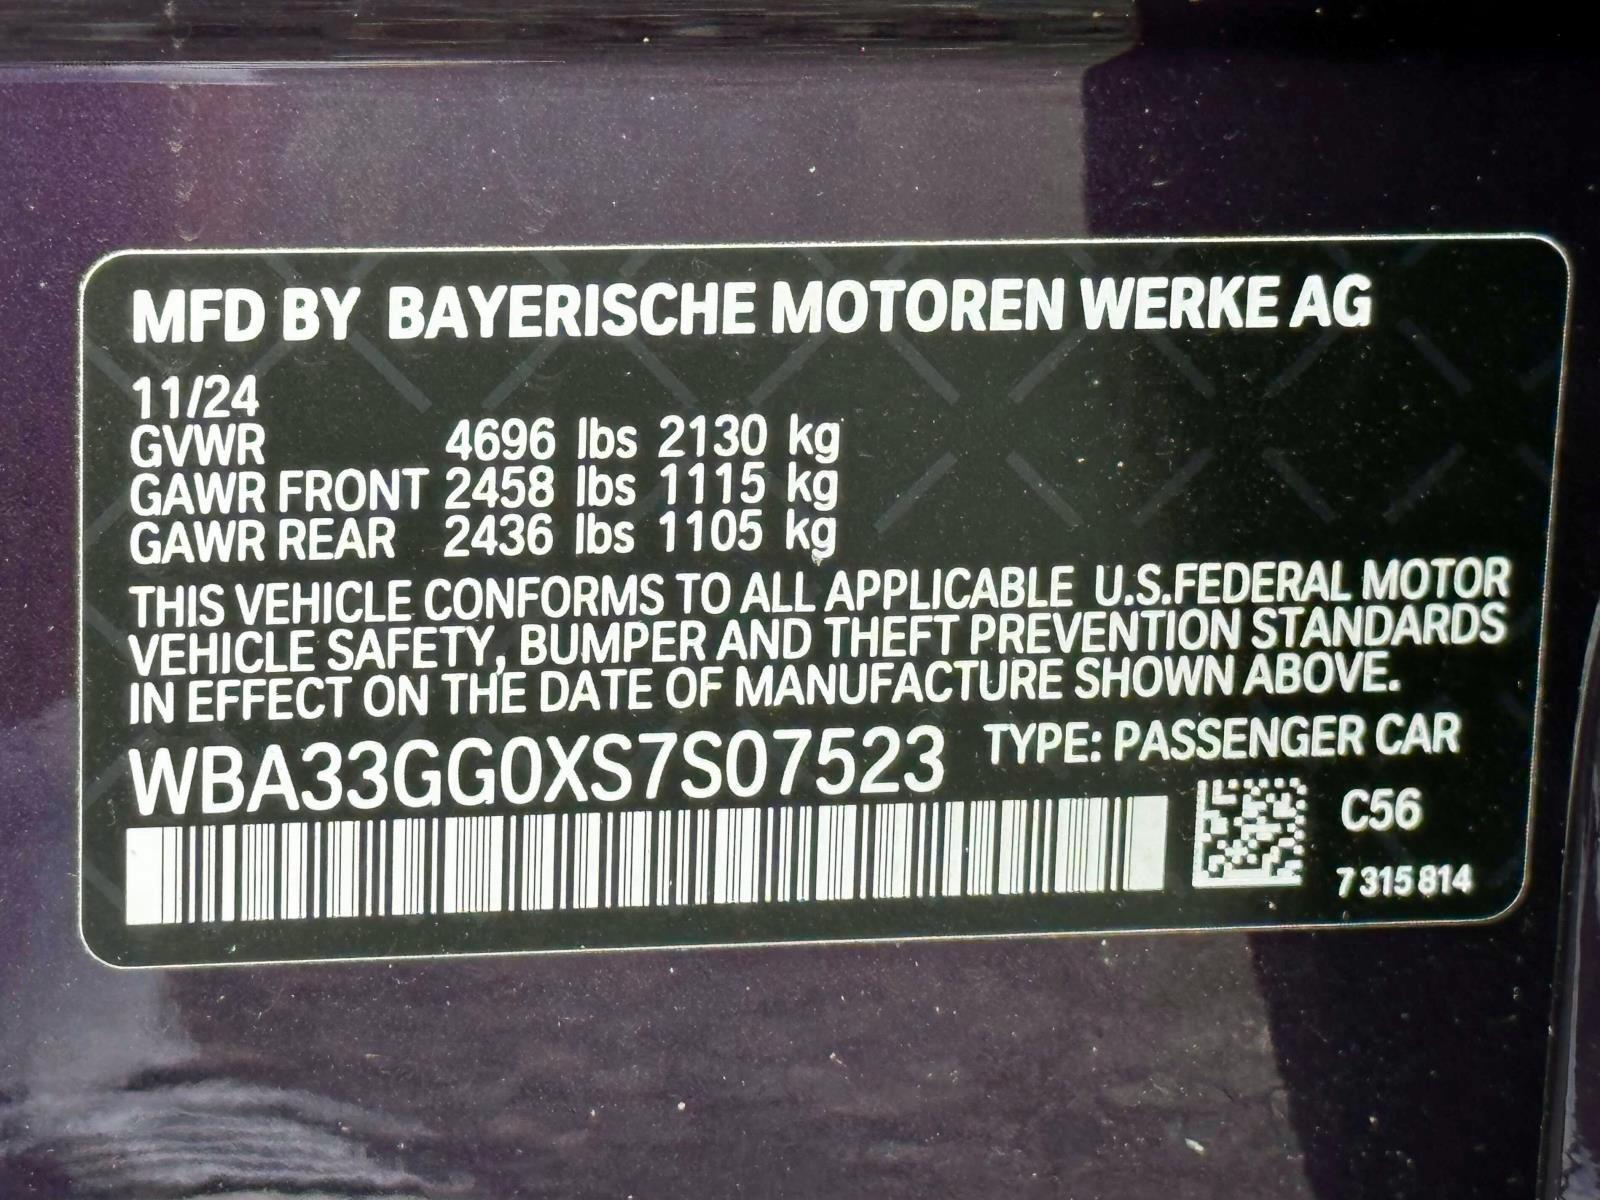 MFD BY BAYERISCHE MOTOREN WERKE AG
11/24
GVWR 4696 lbs 2130 kg
GAWR FRONT 2458 lbs 1115 kg
GAWR REAR 2436 lbs 1105 kg
THIS VEHICLE CONFORMS TO ALL APPLICABLE U.S.FEDERAL MOTOR
VEHICLE SAFETY, BUMPER AND THEFT PREVENTION STANDARDS
IN EFFECT ON THE DATE OF MANUFACTURE SHOWN ABOVE.
WBA33GG0XS7S07523 TYPE: PASSENGER CAR
C56
7 315 814